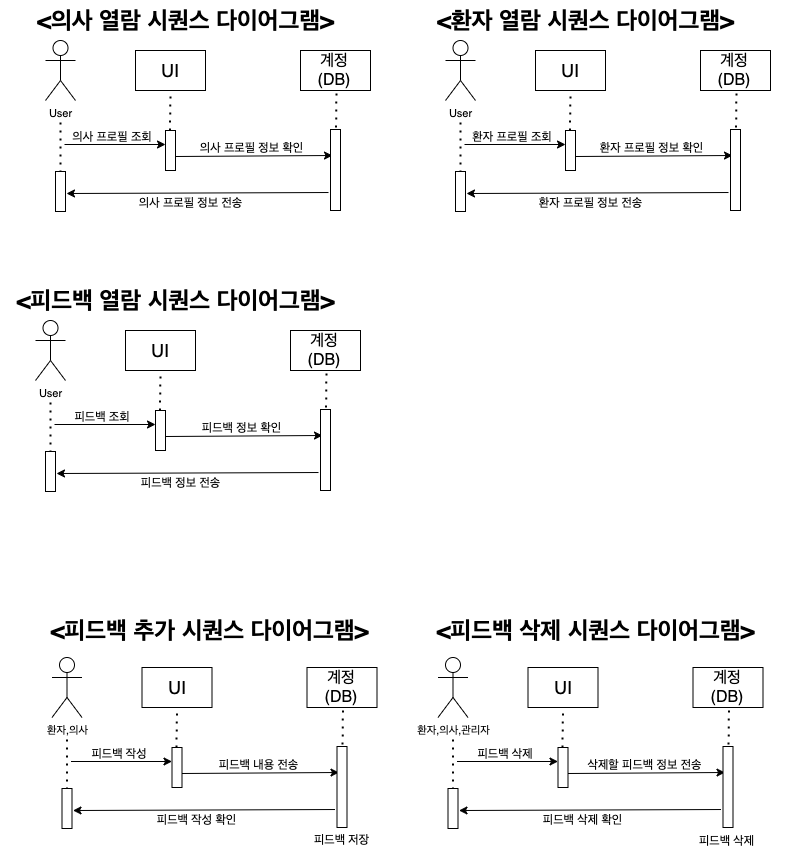 <의사 열람 시퀀스 다이어그램>
User
UI
계정
(DB)
의사 프로필 조회
의사 프로필 정보 확인
의사 프로필 정보 전송
<환자 열람 시퀀스 다이어그램>
User
UI
계정
(DB)
환자 프로필 조회
환자 프로필 정보 확인
환자 프로필 정보 전송
<피드백 열람 시퀀스 다이어그램>
User
UI
계정
(DB)
피드백 조회
피드백 정보 확인
피드백 정보 전송
<피드백 추가 시퀀스 다이어그램>
환자,의사
UI
계정
(DB)
피드백 작성
피드백 내용 전송
피드백 작성 확인
피드백 저장
<피드백 삭제 시퀀스 다이어그램>
환자,의사,관리자
UI
계정
(DB)
피드백 삭제
삭제할 피드백 정보 전송
피드백 삭제 확인
피드백 삭제